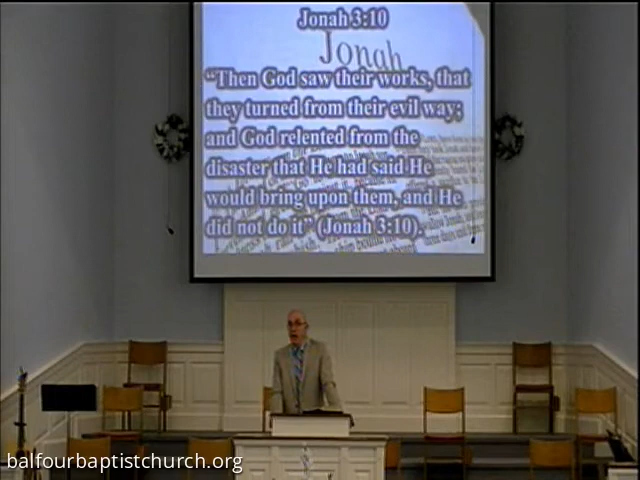 Jonah 3:10
Jonah
“Then God saw their works, that
they turned from their evil way;
and God relented from the
disaster that He had said He
would bring upon them, and He
did not do it” (Jonah 3:10).
balfourbaptistchurch.org